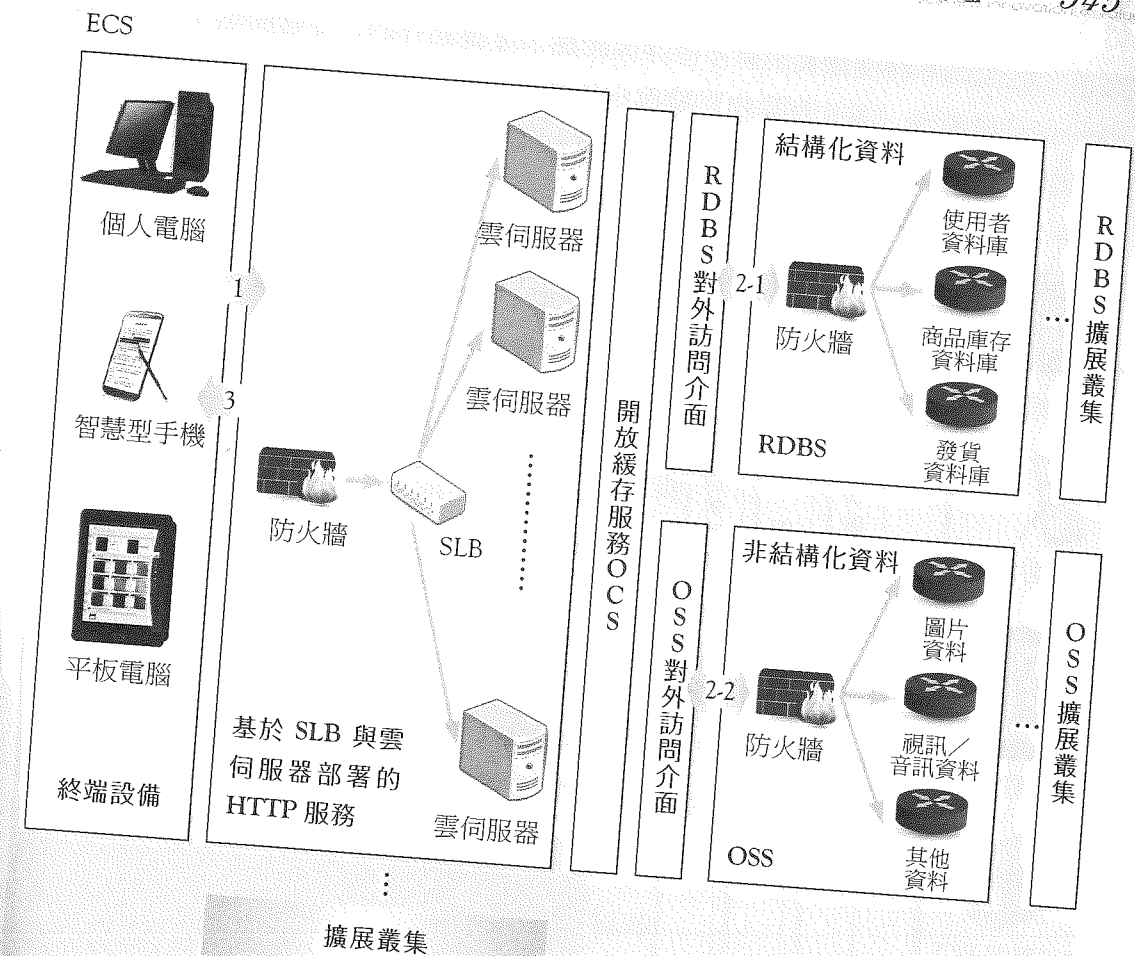 545
ECS
個人電腦
智慧型手機
平板電腦
終端設備
1
3
防火牆
SLB
雲伺服器
雲伺服器
雲伺服器
基於 SLB 與雲
伺服器部署的
HTTP 服務
擴展叢集
開放緩存服務OCS
RDBS對外訪問介面
2-1
結構化資料
防火牆
使用者
資料庫
商品庫存
資料庫
發貨
資料庫
RDBS
…
RDBS擴展叢集
OSS對外訪問介面
2-2
非結構化資料
防火牆
圖片
資料
視訊／
音訊資料
其他
資料
OSS
…
OSS擴展叢集